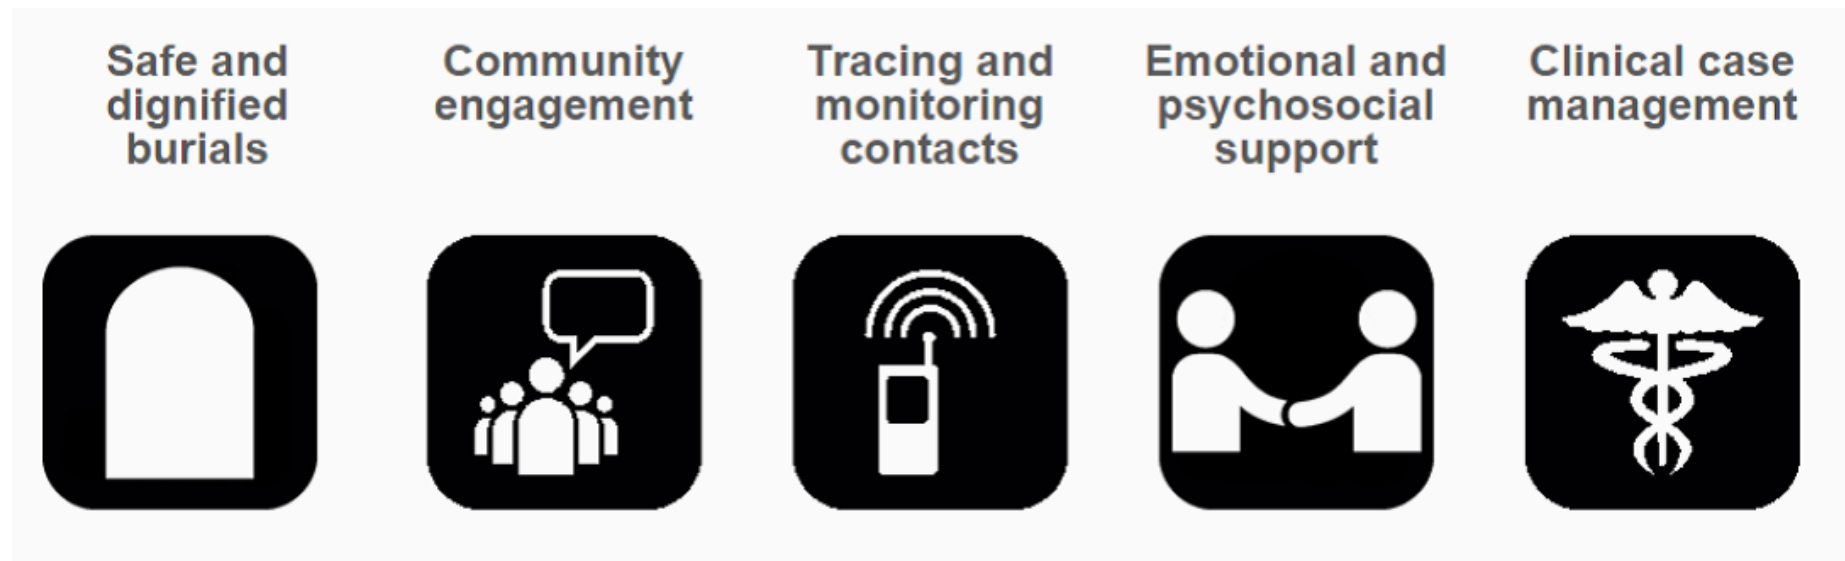 Safe and
dignified
burials
Community
engagement
Tracing and
monitoring
contacts
Emotional and
psychosocial
support
Clinical case
management